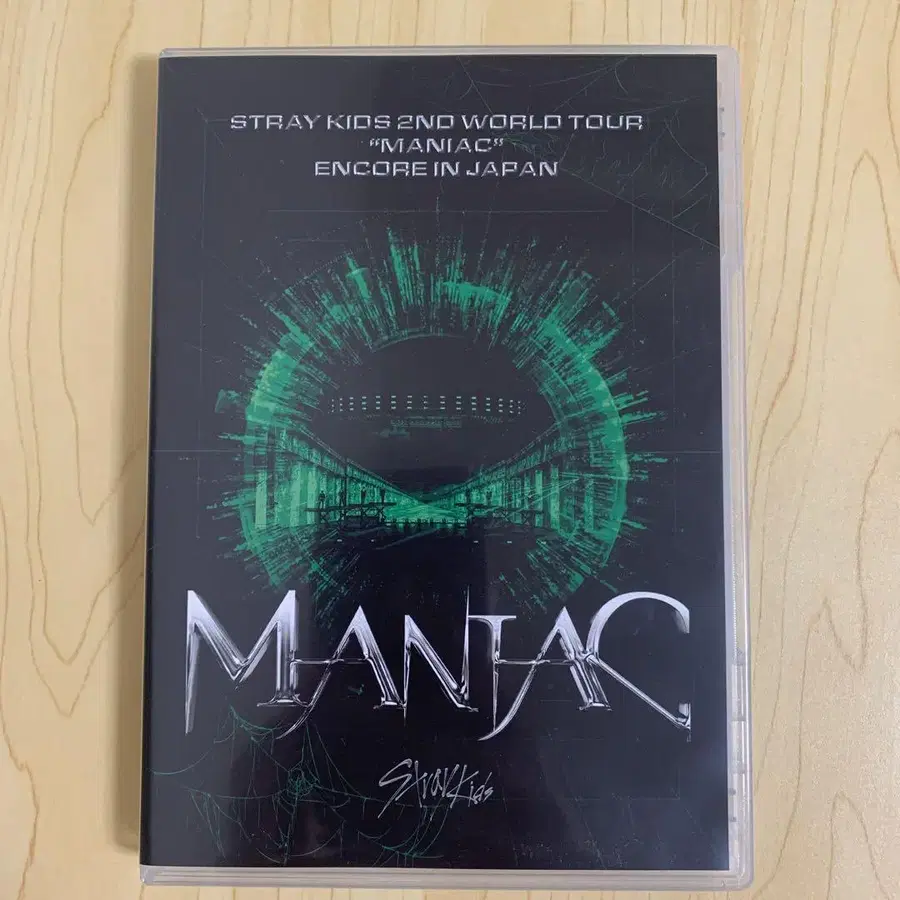 STRAY KIDS 2ND WORLD TOUR
“MANIAC”
ENCORE IN JAPAN
MANIAC
Stray Kids